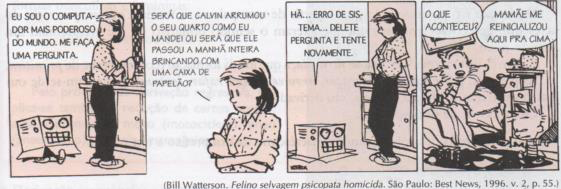 EU SOU O COMPUTA-
DOR MAIS PODEROSO
DO MUNDO. ME FAÇA
UMA PERGUNTA.
SERÁ QUE CALVIN ARRUMOU
O SEU QUARTO COMO EU
MANDEI OU SERÁ QUE ELE
PASSOU A MANHÃ INTEIRA
BRINCANDO COM
UMA CAIXA DE
PAPELÃO?
HÃ... ERRO DE SIS-
TEMA... DELETE
PERGUNTA E TENTE
NOVAMENTE.
O QUE
ACONTECEU?
MAMÃE ME
REINICIALIZOU
AQUI PRA CIMA.
(Bill Watterson. Felino selvagem psicopata homicida. São Paulo: Best News, 1996. v. 2, p. 55.)